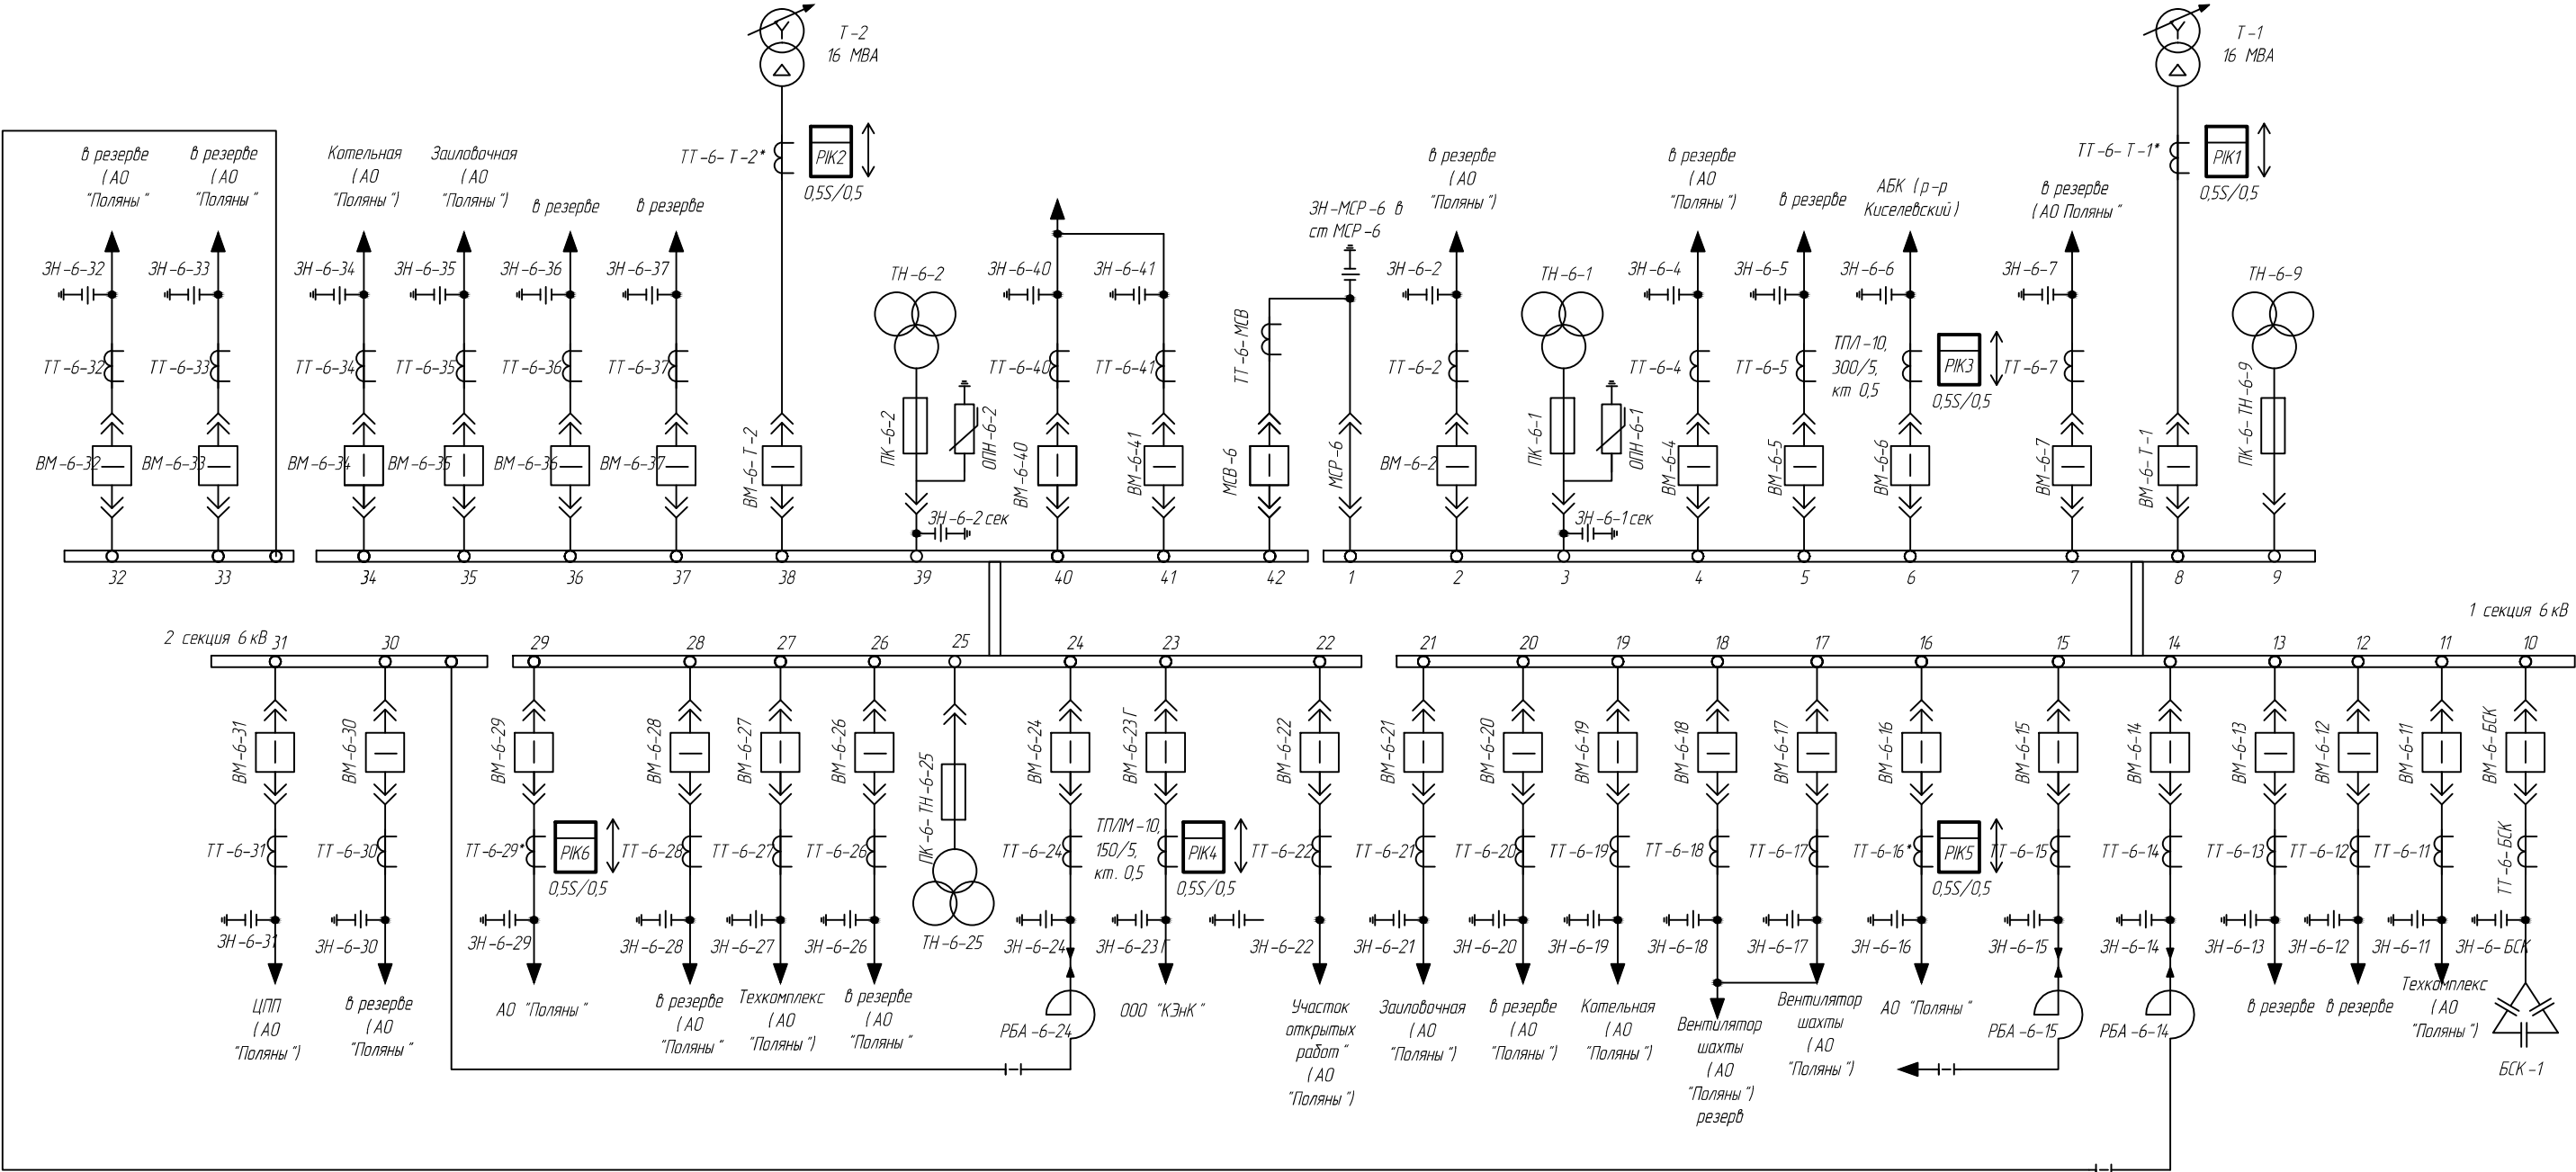 Т-2
16 МВА
Т-1
16 МВА
в резерве
(АО
"Поляны"
в резерве
(АО
"Поляны"
Котельная
(АО
"Поляны")
Заиловочная
(АО
"Поляны")
в резерве
в резерве
ТТ-6-Т-2*
PIK2
0,5S/0,5
ЗН-МСР-6 в
ст МСР-6
в резерве
(АО
"Поляны")
в резерве
(АО
"Поляны")
в резерве
АБК (р-р
Киселевский)
в резерве
(АО Поляны"
ТТ-6-Т-1*
PIK1
0,5S/0,5
ЗН-6-32
ЗН-6-33
ЗН-6-34
ЗН-6-35
ЗН-6-36
ЗН-6-37
ТН-6-2
ЗН-6-40
ЗН-6-41
ЗН-6-2
ТН-6-1
ЗН-6-4
ЗН-6-5
ЗН-6-6
ЗН-6-7
ТН-6-9
ТТ-6-32
ТТ-6-33
ТТ-6-34
ТТ-6-35
ТТ-6-36
ТТ-6-37
ТТ-6-40
ТТ-6-41
ТТ-6-МСВ
ТТ-6-2
ТТ-6-4
ТТ-6-5
ТПЛ-10,
300/5,
кт 0,5
PIK3
0,5S/0,5
ТТ-6-7
ПК-6-ТН-6-9
ВМ-6-32
ВМ-6-33
ВМ-6-34
ВМ-6-35
ВМ-6-36
ВМ-6-37
ВМ-6-Т-2
ПК-6-2
ОПН-6-2
ВМ-6-40
ВМ-6-41
МСВ-6
МСР-6
ВМ-6-2
ПК-6-1
ОПН-6-1
ВМ-6-4
ВМ-6-5
ВМ-6-6
ВМ-6-7
ВМ-6-Т-1
ЗН-6-2 сек
ЗН-6-1 сек
32
33
34
35
36
37
38
39
40
41
42
1
2
3
4
5
6
7
8
9
2 секция 6 кВ
1 секция 6 кВ
31
30
29
28
27
26
25
24
23
22
21
20
19
18
17
16
15
14
13
12
11
10
ВМ-6-31
ВМ-6-30
ВМ-6-29
ВМ-6-28
ВМ-6-27
ВМ-6-26
ПК-6-ТН-6-25
ВМ-6-24
ВМ-6-23 Г
ВМ-6-22
ВМ-6-21
ВМ-6-20
ВМ-6-19
ВМ-6-18
ВМ-6-17
ВМ-6-16
ВМ-6-15
ВМ-6-14
ВМ-6-13
ВМ-6-12
ВМ-6-11
ВМ-6-БСК
ТТ-6-31
ТТ-6-30
ТТ-6-29*
PIK6
0,5S/0,5
ТТ-6-28
ТТ-6-27
ТТ-6-26
ТТ-6-24
ТПЛМ-10,
150/5,
кт. 0,5
PIK4
0,5S/0,5
ТТ-6-22
ТТ-6-21
ТТ-6-20
ТТ-6-19
ТТ-6-18
ТТ-6-17
ТТ-6-16*
PIK5
0,5S/0,5
ТТ-6-15
ТТ-6-14
ТТ-6-13
ТТ-6-12
ТТ-6-11
ТТ-6-БСК
ЗН-6-31
ЗН-6-30
ЗН-6-29
ЗН-6-28
ЗН-6-27
ЗН-6-26
ТН-6-25
ЗН-6-24
ЗН-6-23 Г
ЗН-6-22
ЗН-6-21
ЗН-6-20
ЗН-6-19
ЗН-6-18
ЗН-6-17
ЗН-6-16
ЗН-6-15
ЗН-6-14
ЗН-6-13
ЗН-6-12
ЗН-6-11
ЗН-6-БСК
ЦПП
(АО
"Поляны")
в резерве
(АО
"Поляны"
АО "Поляны"
в резерве
(АО
"Поляны"
Техкомплекс
(АО
"Поляны")
в резерве
(АО
"Поляны"
РБА-6-24
ООО "КЭнК"
Участок
открытых
работ"
(АО
"Поляны")
Заиловочная
(АО
"Поляны")
в резерве
(АО
"Поляны")
Котельная
(АО
"Поляны")
Вентилятор
шахты
(АО
"Поляны")
резерв
Вентилятор
шахты
(АО
"Поляны")
АО "Поляны"
РБА-6-15
РБА-6-14
в резерве
в резерве
Техкомплекс
(АО
"Поляны")
БСК-1